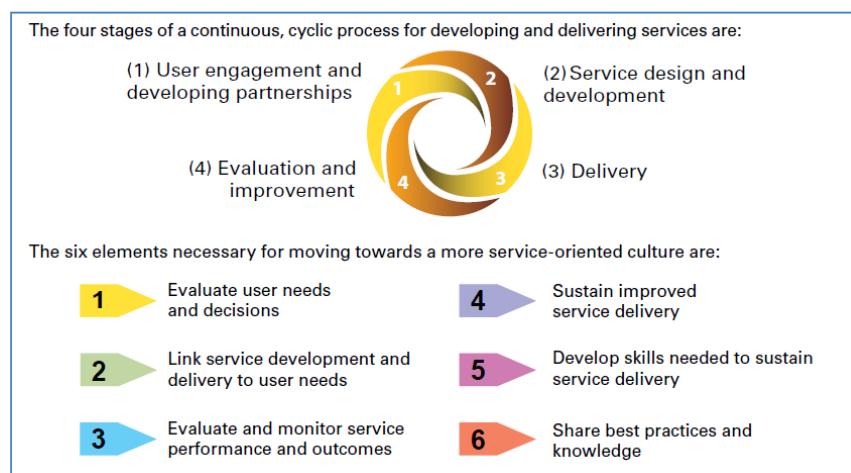 The four stages of a continuous, cyclic process for developing and delivering services are:
(1) User engagement and
developing partnerships
1
2
(2) Service design and
development
(4) Evaluation and
improvement
4
3
(3) Delivery
The six elements necessary for moving towards a more service-oriented culture are:
1
Evaluate user needs
and decisions
4
Sustain improved
service delivery
2
Link service development and
delivery to user needs
5
Develop skills needed to sustain
service delivery
3
Evaluate and monitor service
performance and outcomes
6
Share best practices and
knowledge